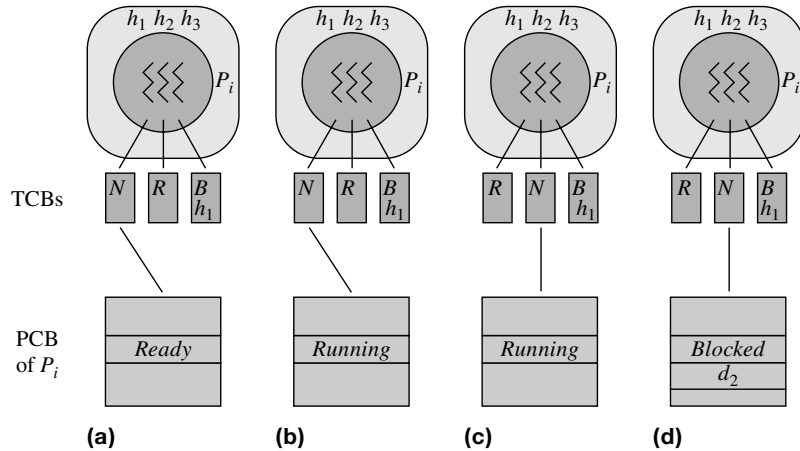 h₁ h₂ h₃ h₁ h₂ h₃ h₁ h₂ h₃ h₁ h₂ h₃
Pᵢ Pᵢ Pᵢ Pᵢ
TCBs N R B N R B R N B R N B
h₁ h₁ h₁ h₁
PCB of Pᵢ
Ready Running Running Blocked
d₂
(a) (b) (c) (d)